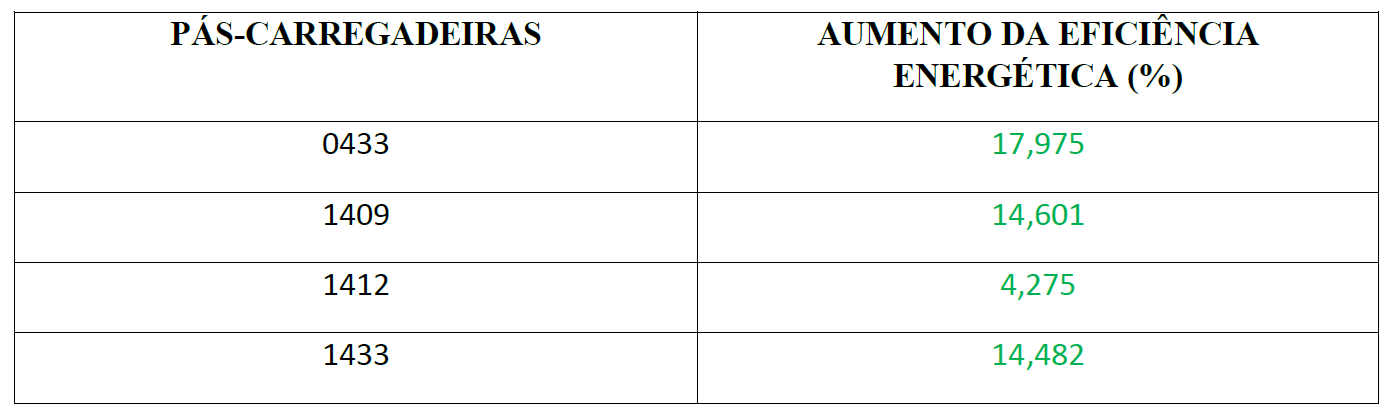 PÁS-CARREGADEIRAS
AUMENTO DA EFICIÊNCIA
ENERGÉTICA (%)
0433
17,975
1409
14,601
1412
4,275
1433
14,482